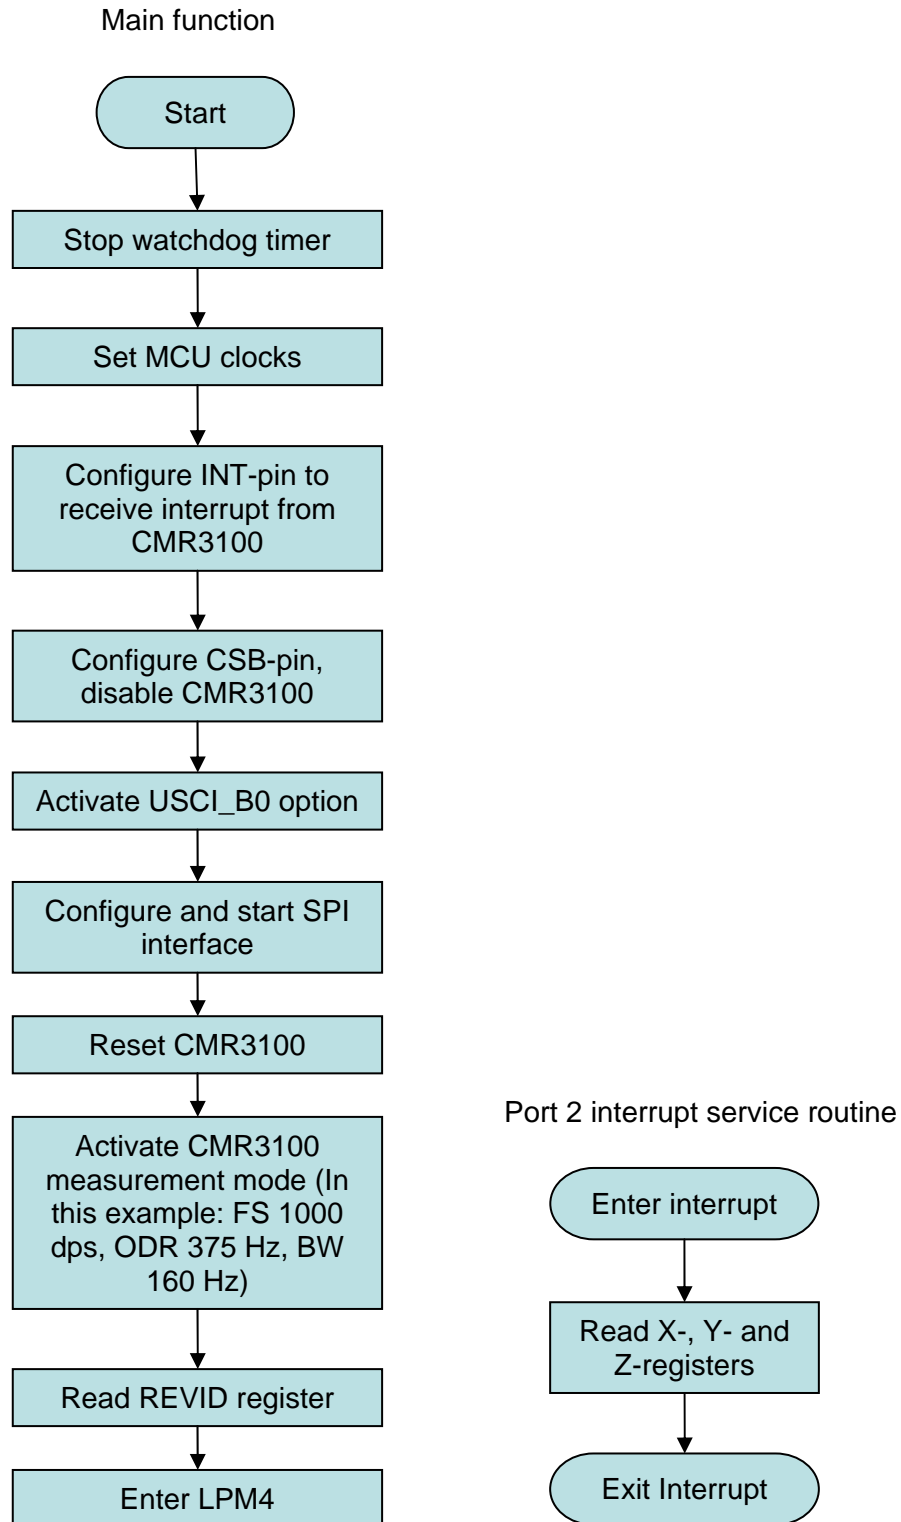 Main function
Start
Stop watchdog timer
Set MCU clocks
Configure INT-pin to
receive interrupt from
CMR3100
Configure CSB-pin,
disable CMR3100
Activate USCI_B0 option
Configure and start SPI
interface
Reset CMR3100
Activate CMR3100
measurement mode (In
this example: FS 1000
dps, ODR 375 Hz, BW
160 Hz)
Read REVID register
Enter LPM4
Port 2 interrupt service routine
Enter interrupt
Read X-, Y- and
Z-registers
Exit Interrupt